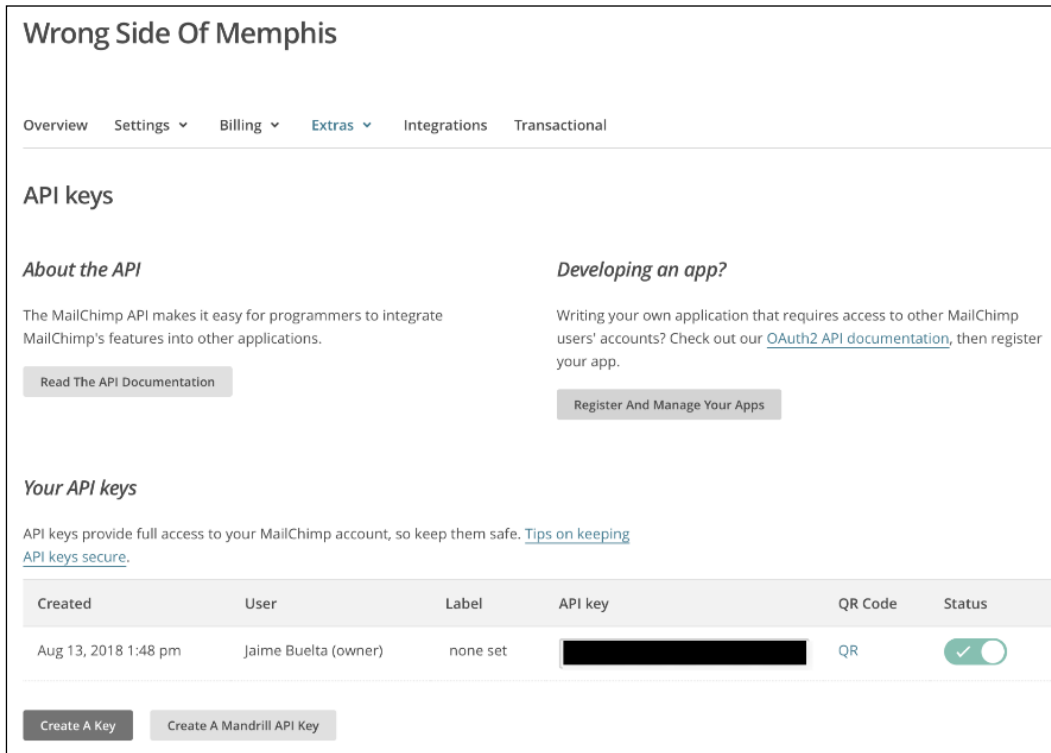 Wrong Side Of Memphis
Overview Settings Billing Extras Integrations Transactional
API keys
About the API
The MailChimp API makes it easy for programmers to integrate
MailChimp's features into other applications.
Read The API Documentation
Developing an app?
Writing your own application that requires access to other MailChimp
users' accounts? Check out our OAuth2 API documentation, then register
your app.
Register And Manage Your Apps
Your API keys
API keys provide full access to your MailChimp account, so keep them safe. Tips on keeping
API keys secure.
Created User Label API key QR Code Status
Aug 13, 2018 1:48 pm Jaime Buelta (owner) none set QR
Create A Key Create A Mandrill API Key